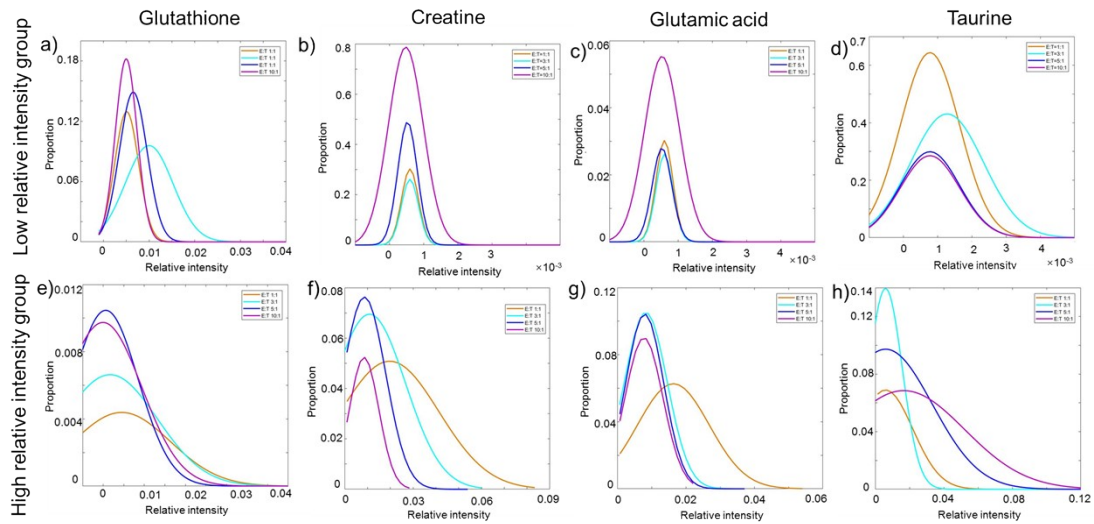 Glutathione
Creatine
Glutamic acid
Taurine
Low relative intensity group
a)
Proportion
0.18
0.12
0.06
0
E:T 1:1
E:T 1:1
E:T 1:1
E:T 10:1
0 0.01 0.02 0.03 0.04
Relative intensity
b)
Proportion
0.8
0.6
0.4
0.2
0
E:T=1:1
E:T=3:1
E:T=5:1
E:T=10:1
0 2 4
×10⁻³
Relative intensity
c)
Proportion
0.06
0.04
0.02
0
E:T 1:1
E:T 3:1
E:T 5:1
E:T 10:1
0 2 4
×10⁻³
Relative intensity
d)
Proportion
0.7
0.6
0.4
0.2
0
E:T=1:1
E:T=3:1
E:T=5:1
E:T=10:1
0 2 4
×10⁻³
Relative intensity
High relative intensity group
e)
Proportion
0.012
0.008
0.006
0.004
0
E:T 1:1
E:T 3:1
E:T 5:1
E:T 10:1
0 0.01 0.02 0.03 0.04
Relative intensity
f)
Proportion
0.08
0.06
0.04
0.02
0
E:T 1:1
E:T 3:1
E:T 5:1
E:T 10:1
0 0.03 0.06 0.09
Relative intensity
g)
Proportion
0.12
0.08
0.04
0
E:T 1:1
E:T 3:1
E:T 5:1
E:T 10:1
0 0.02 0.04 0.06
Relative intensity
h)
Proportion
0.14
0.12
0.08
0.04
0
E:T 1:1
E:T 3:1
E:T 5:1
E:T 10:1
0 0.04 0.08 0.12
Relative intensity